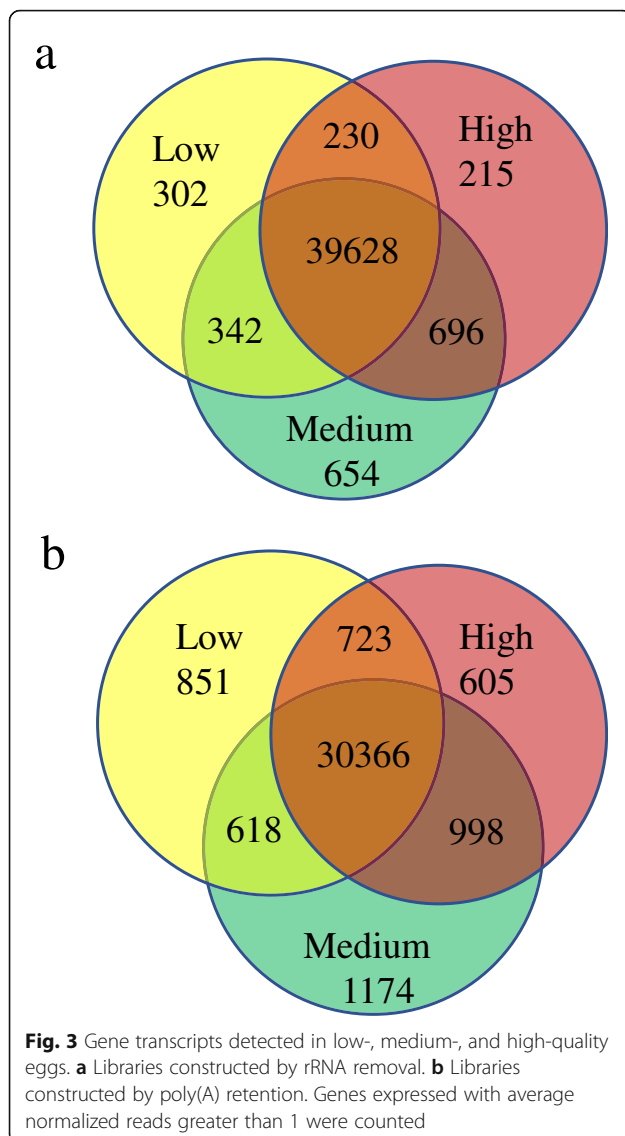 a
Low
302
230
High
215
39628
342
696
Medium
654
b
Low
851
723
High
605
30366
618
998
Medium
1174
Fig. 3 Gene transcripts detected in low-, medium-, and high-quality
eggs. a Libraries constructed by rRNA removal. b Libraries
constructed by poly(A) retention. Genes expressed with average
normalized reads greater than 1 were counted